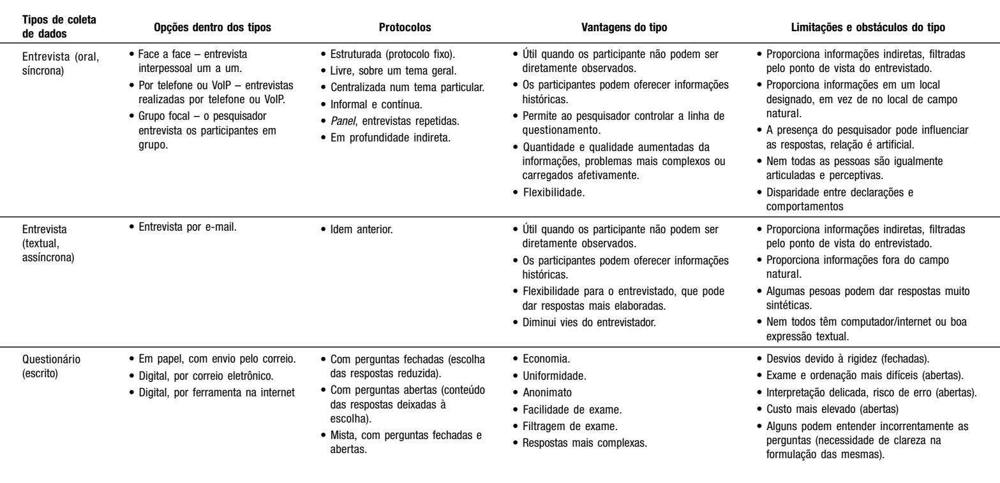 Tipos de coleta
de dados
Opções dentro dos tipos
Protocolos
Vantagens do tipo
Limitações e obstáculos do tipo
Entrevista (oral,
síncrona)
• Face a face – entrevista
interpessoal um a um.
• Por telefone ou VoIP – entrevistas
realizadas por telefone ou VoIP.
• Grupo focal – o pesquisador
entrevista os participantes em
grupo.
• Estruturada (protocolo fixo).
• Livre, sobre um tema geral.
• Centralizada num tema particular.
• Informal e contínua.
• Panel, entrevistas repetidas.
• Em profundidade indireta.
• Útil quando os participante não podem ser
diretamente observados.
• Os participantes podem oferecer informações
históricas.
• Permite ao pesquisador controlar a linha de
questionamento.
• Quantidade e qualidade aumentadas da
informações, problemas mais complexos ou
carregados afetivamente.
• Flexibilidade.
• Proporciona informações indiretas, filtradas
pelo ponto de vista do entrevistado.
• Proporciona informações em um local
designado, em vez de no local de campo
natural.
• A presença do pesquisador pode influenciar
as respostas, relação é artificial.
• Nem todas as pessoas são igualmente
articuladas e perceptivas.
• Disparidade entre declarações e
comportamentos
Entrevista
(textual,
assíncrona)
• Entrevista por e-mail.
• Idem anterior.
• Útil quando os participante não podem ser
diretamente observados.
• Os participantes podem oferecer informações
históricas.
• Flexibilidade para o entrevistado, que pode
dar respostas mais elaboradas.
• Diminui vies do entrevistador.
• Proporciona informações indiretas, filtradas
pelo ponto de vista do entrevistado.
• Proporciona informações fora do campo
natural.
• Algumas pesoas podem dar respostas muito
sintéticas.
• Nem todos têm computador/internet ou boa
expressão textual.
Questionário
(escrito)
• Em papel, com envio pelo correio.
• Digital, por correio eletrônico.
• Digital, por ferramenta na internet
• Com perguntas fechadas (escolha
das respostas reduzida).
• Com perguntas abertas (conteúdo
das respostas deixadas à
escolha).
• Mista, com perguntas fechadas e
abertas.
• Economia.
• Uniformidade.
• Anonimato
• Facilidade de exame.
• Filtragem de exame.
• Respostas mais complexas.
• Desvios devido à rigidez (fechadas).
• Exame e ordenação mais difíceis (abertas).
• Interpretação delicada, risco de erro (abertas).
• Custo mais elevado (abertas)
• Alguns podem entender incorrentamente as
perguntas (necessidade de clareza na
formulação das mesmas).